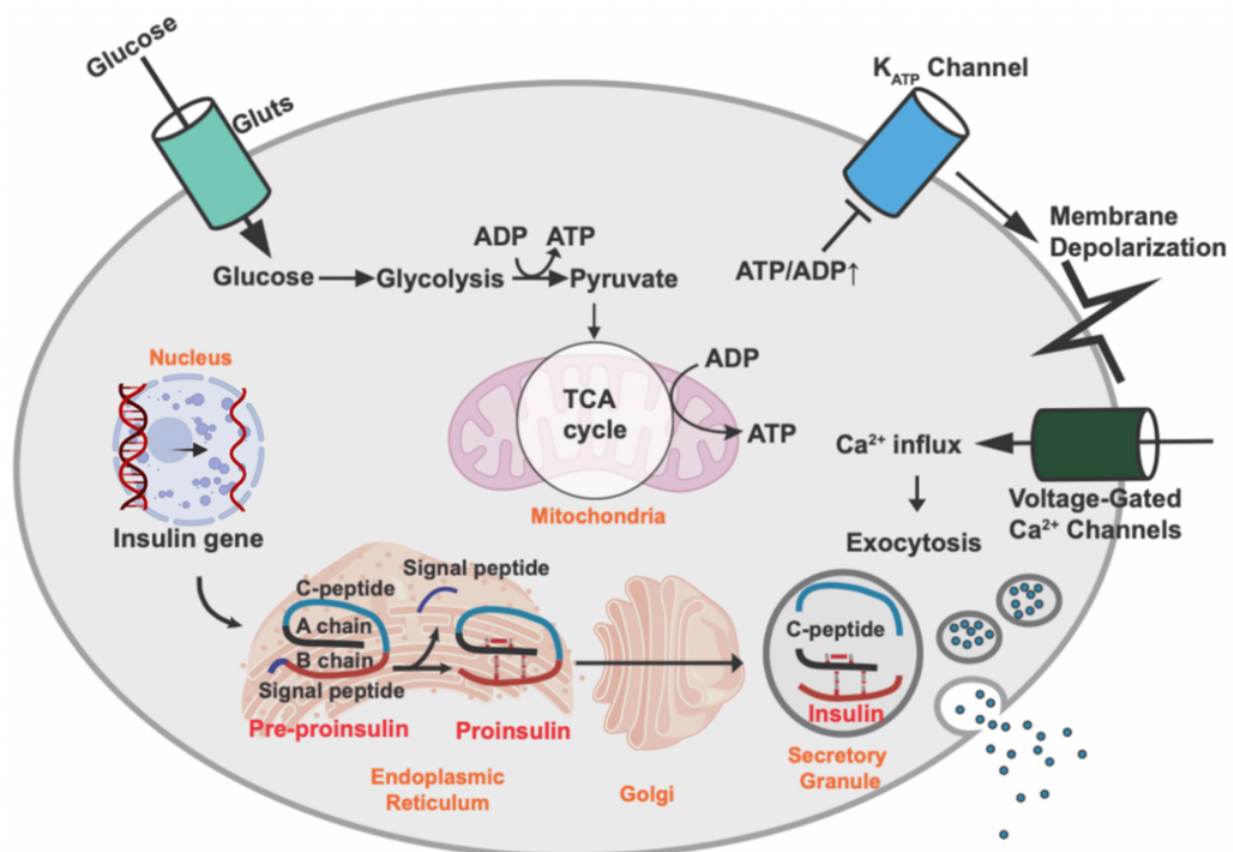 Glucose
Gluts
K_ATP Channel
Membrane
Depolarization
ADP ATP
Glucose
Glycolysis
Pyruvate
ATP/ADP↑
Nucleus
ADP
TCA
cycle
ATP
Ca²⁺ influx
Voltage-Gated
Ca²⁺ Channels
Mitochondria
Insulin gene
Exocytosis
Signal peptide
C-peptide
A chain
B chain
Signal peptide
C-peptide
Insulin
Pre-proinsulin
Proinsulin
Endoplasmic
Reticulum
Golgi
Secretory
Granule